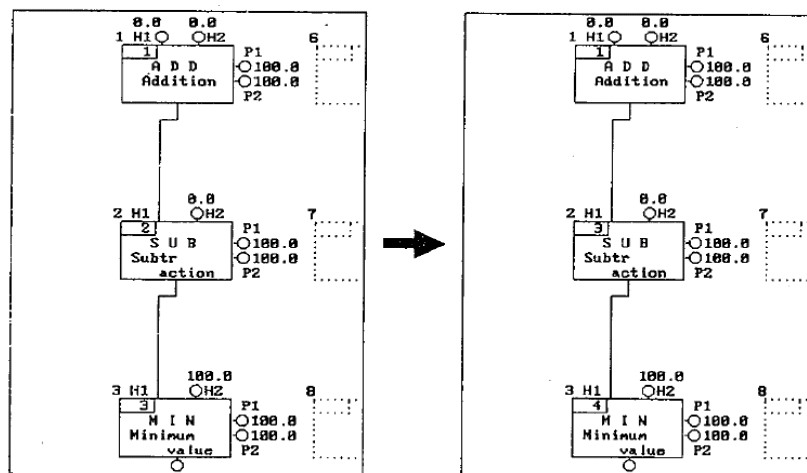 0.0 0.0
1 H1 H2 6
1 P1
A D D 100.0
Addition 100.0
P2
0.0
2 H1 H2 7
2 P1
S U B 100.0
Subtr 100.0
action P2
100.0
3 H1 H2 8
3 P1
M I N 100.0
Minimum 100.0
value P2
0.0 0.0
1 H1 H2 6
1 P1
A D D 100.0
Addition 100.0
P2
0.0
2 H1 H2 7
3 P1
S U B 100.0
Subtr 100.0
action P2
100.0
3 H1 H2 8
4 P1
M I N 100.0
Minimum 100.0
value P2